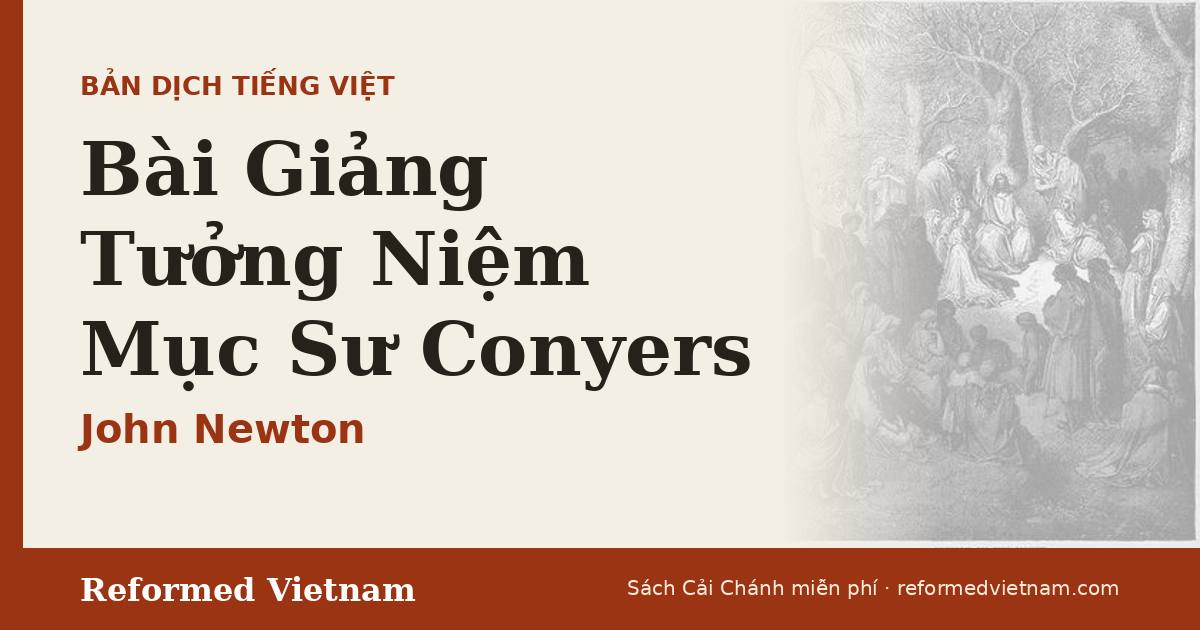 BẢN DỊCH TIẾNG VIỆT
Bài Giảng
Tưởng Niệm
Mục Sư Conyers
John Newton
Reformed Vietnam
Sách Cải Chánh miễn phí · reformedvietnam.com